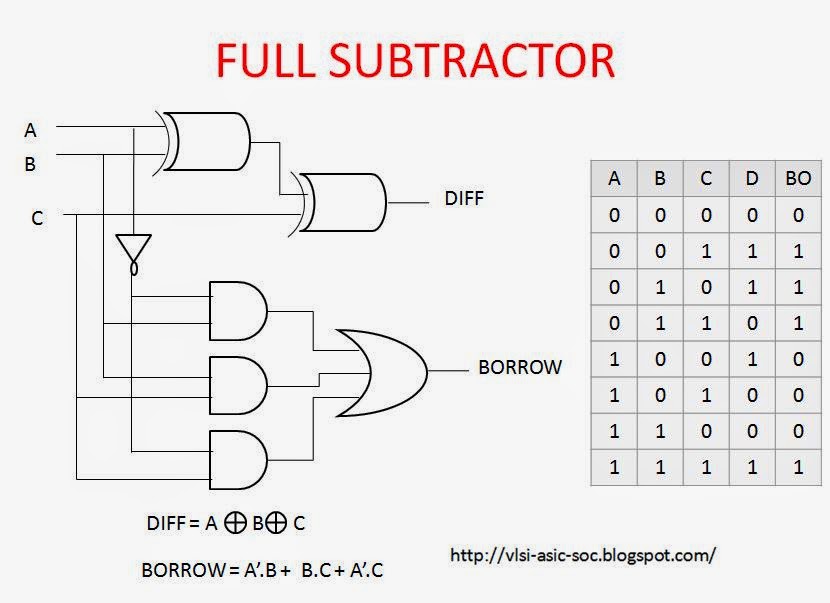 FULL SUBTRACTOR
A
B
C
DIFF
BORROW
A B C D BO
0 0 0 0 0
0 0 1 1 1
0 1 0 1 1
0 1 1 0 1
1 0 0 1 0
1 0 1 0 0
1 1 0 0 0
1 1 1 1 1
DIFF = A ⊕ B ⊕ C
BORROW = A'.B + B.C + A'.C
http://vlsi-asic-soc.blogspot.com/